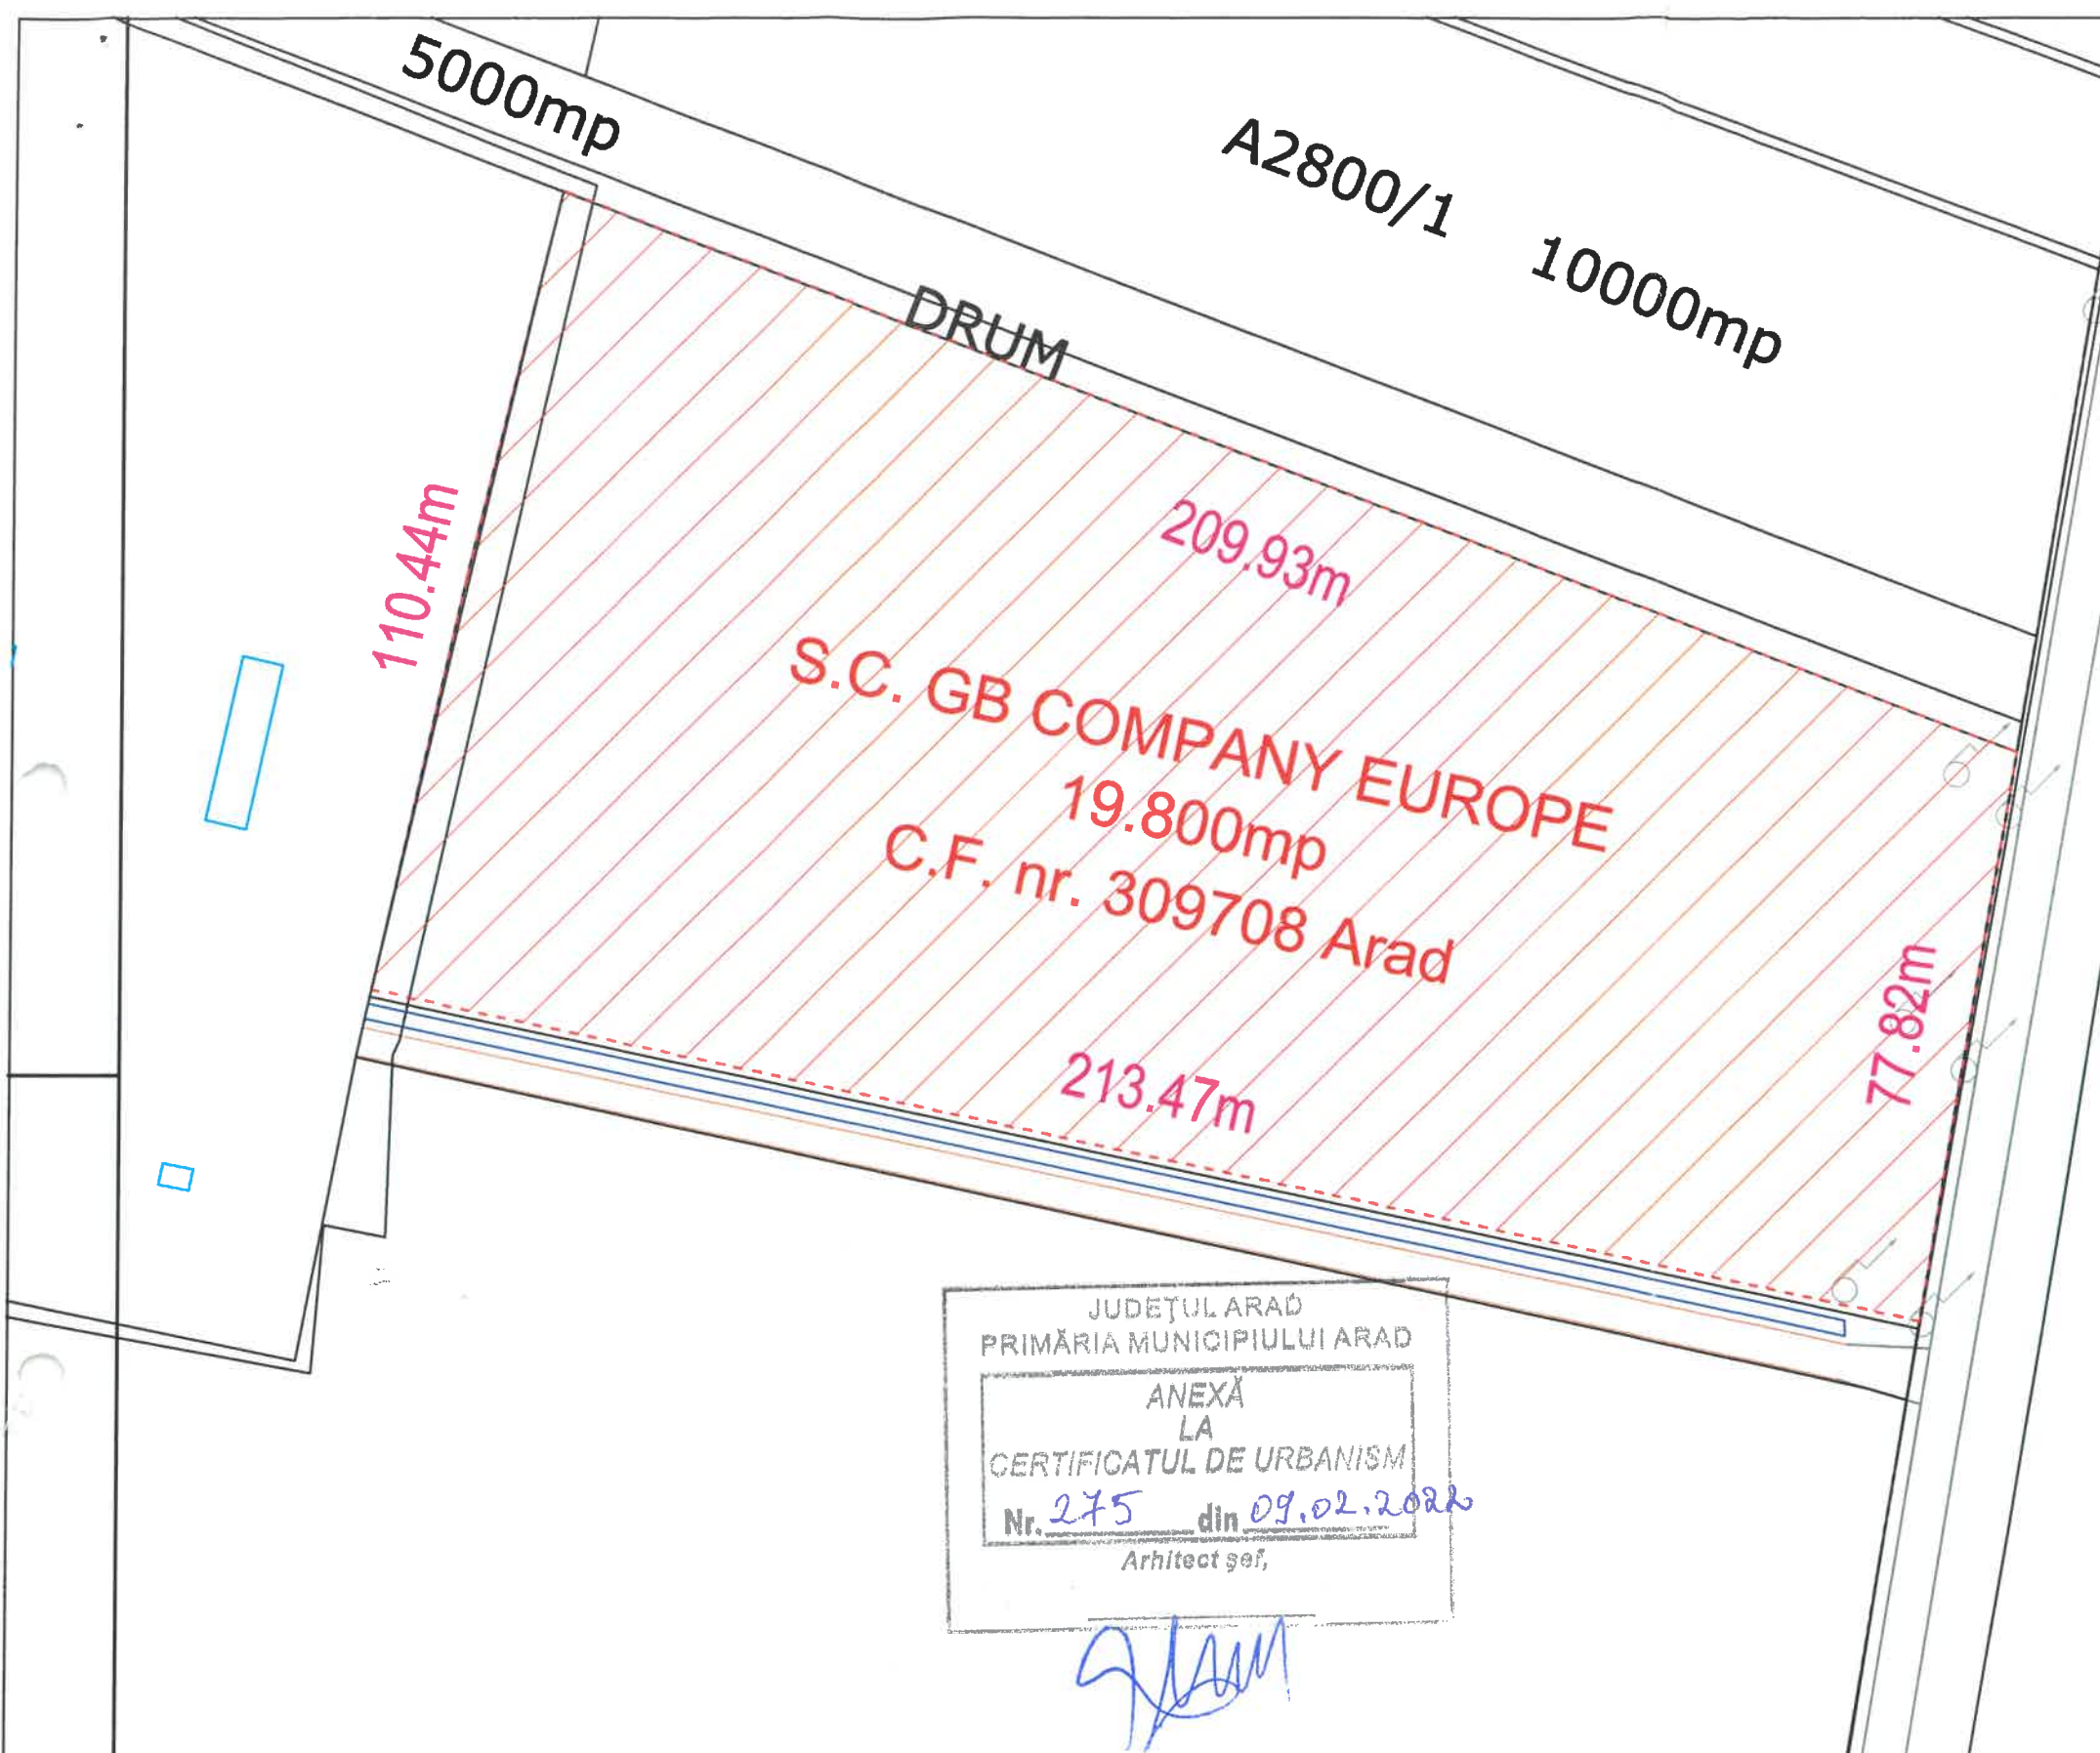 5000mp
A2800/1 10000mp
DRUM
110.44m
209.93m
S.C. GB COMPANY EUROPE
19.800mp
C.F. nr. 309708 Arad
77.82m
213.47m
JUDEŢUL ARAD
PRIMĂRIA MUNICIPIULUI ARAD
ANEXĂ
LA
CERTIFICATUL DE URBANISM
Nr. 275 din 09.02.2022
Arhitect şef,